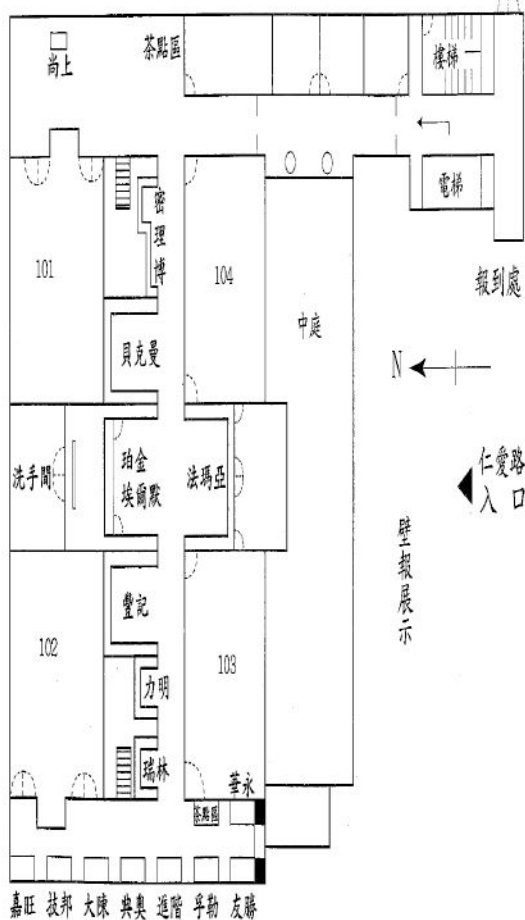 樓梯
茶點區
尚上
電梯
密理博
101
104
報到處
中庭
貝克曼
N
洗手間
珀金
埃爾默
法瑪亞
仁愛路
入口
壁報展示
豐記
102
103
力明
瑞林
華永
茶點區
嘉旺 技邦 大陳 典奧 進階 孚勒 友勝